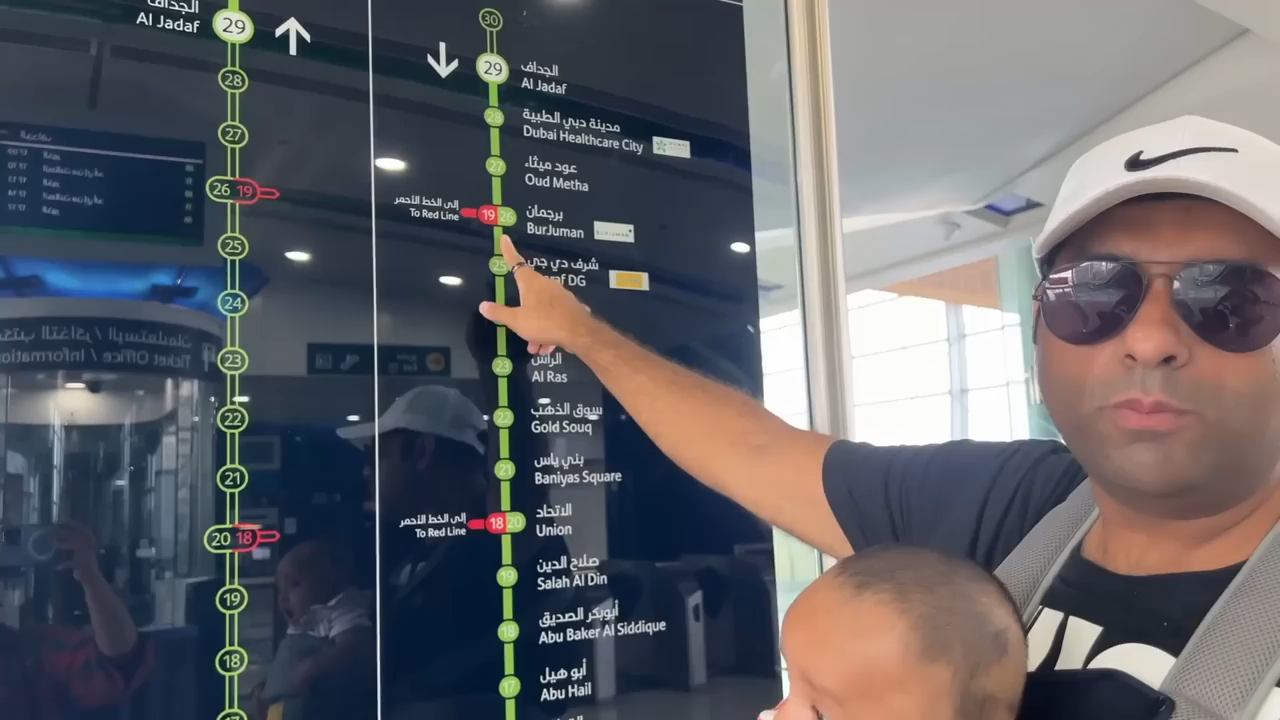 الجداف
Al Jadaf
29
28
27
26 19
25
24
23
22
21
20 18
19
18
30
29
الجداف
Al Jadaf
28
مدينة دبي الطبية
Dubai Healthcare City
27
عود ميثاء
Oud Metha
إلى الخط الأحمر
To Red Line
19 26
برجمان
BurJuman
25
شرف دي جي
DG
23
الراس
Al Ras
22
سوق الذهب
Gold Souq
21
بني ياس
Baniyas Square
إلى الخط الأحمر
To Red Line
18 20
الاتحاد
Union
19
صلاح الدين
Salah Al Din
18
أبوبكر الصديق
Abu Baker Al Siddique
17
أبو هيل
Abu Hail
Ticket Office / Information